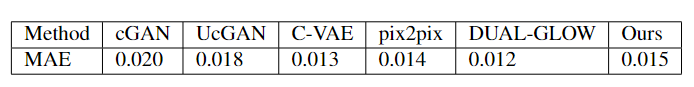 Method cGAN UcGAN C-VAE pix2pix DUAL-GLOW Ours
MAE 0.020 0.018 0.013 0.014 0.012 0.015